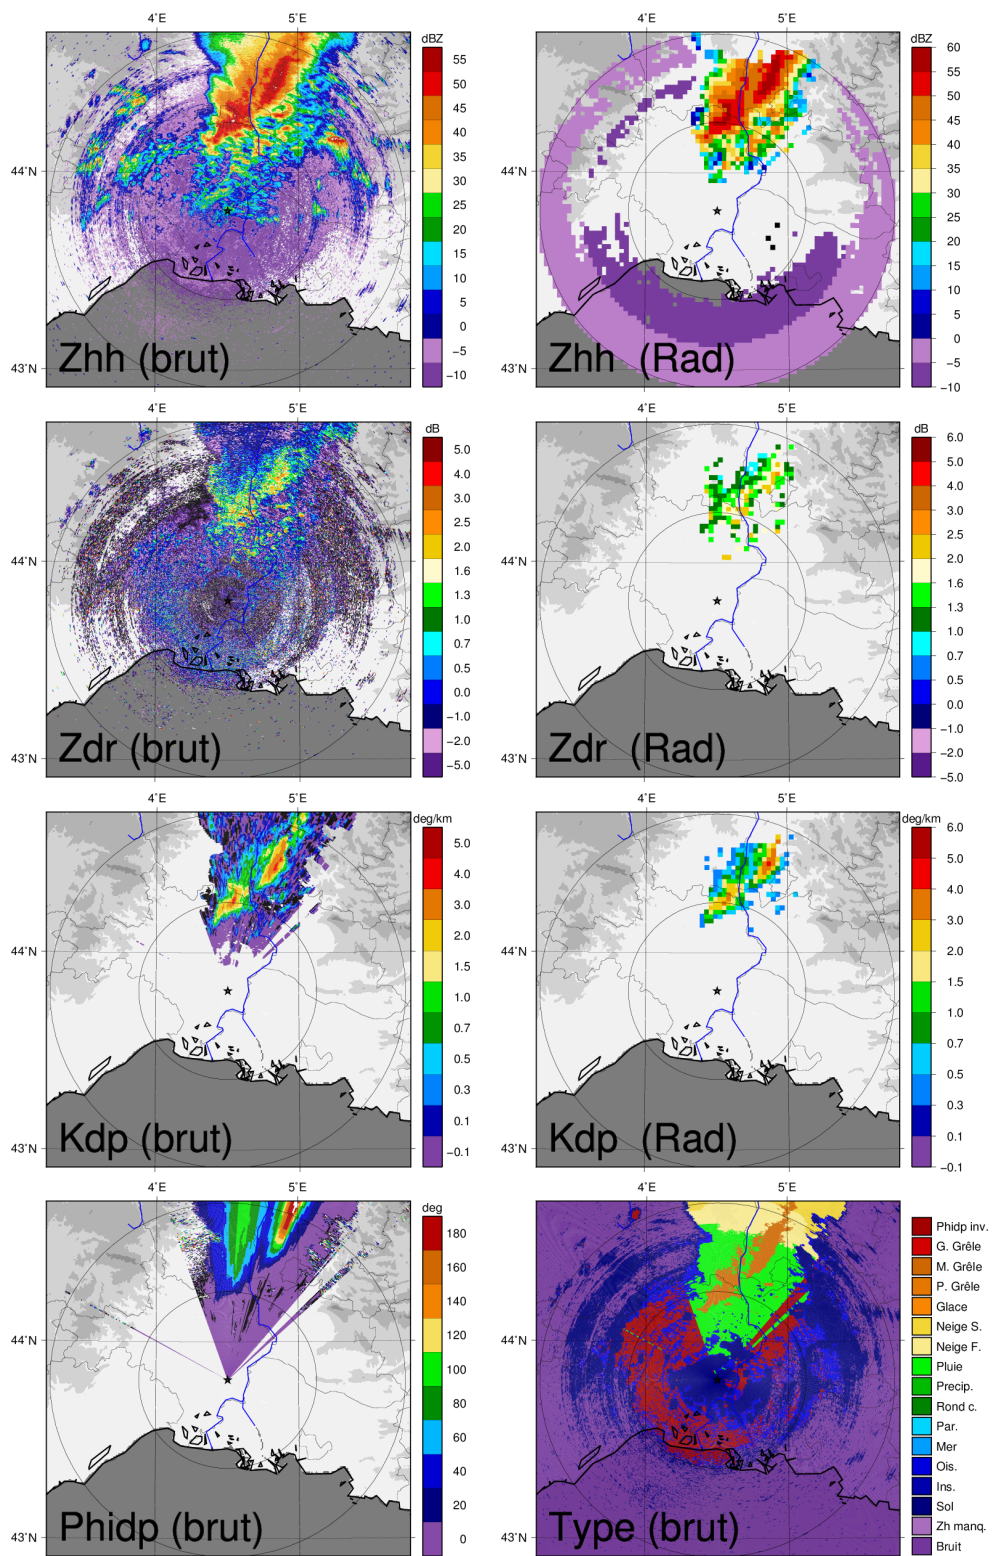 4°E 5°E 4°E 5°E
dBZ dBZ
55 50 45 40 35 30 25 20 15 10 5 0 −5 −10
60 55 50 45 40 35 30 25 20 15 10 5 0 −5 −10
44°N 44°N
43°N 43°N
Zhh (brut) Zhh (Rad)
4°E 5°E 4°E 5°E
dB dB
5.0 4.0 3.0 2.5 2.0 1.6 1.3 1.0 0.7 0.5 0.0 −1.0 −2.0 −5.0
6.0 5.0 4.0 3.0 2.5 2.0 1.6 1.3 1.0 0.7 0.5 0.0 −1.0 −2.0 −5.0
44°N 44°N
43°N 43°N
Zdr (brut) Zdr (Rad)
4°E 5°E 4°E 5°E
deg/km deg/km
5.0 4.0 3.0 2.0 1.5 1.0 0.7 0.5 0.3 0.1 −0.1
6.0 5.0 4.0 3.0 2.0 1.5 1.0 0.7 0.5 0.3 0.1 −0.1
44°N 44°N
43°N 43°N
Kdp (brut) Kdp (Rad)
4°E 5°E 4°E 5°E
deg
180 160 140 120 100 80 60 40 20 0
44°N 44°N
43°N 43°N
Phidp (brut) Type (brut)
Phidp inv.
G. Grêle
M. Grêle
P. Grêle
Glace
Neige S.
Neige F.
Pluie
Precip.
Rond c.
Par.
Mer
Ois.
Ins.
Sol
Zh manq.
Bruit